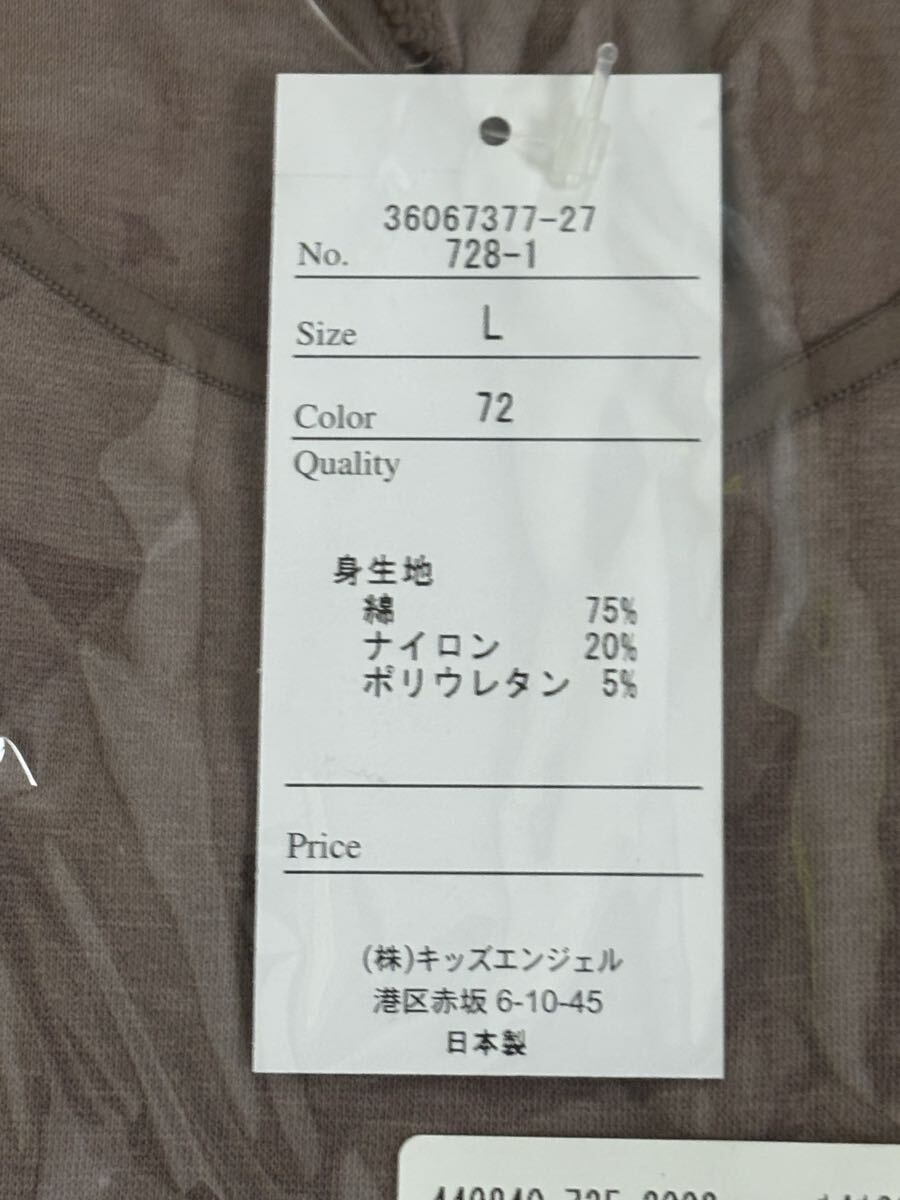 36067377-27
No. 728-1
Size L
Color 72
Quality
身生地
綿 75%
ナイロン 20%
ポリウレタン 5%
Price
(株)キッズエンジェル
港区赤坂 6-10-45
日本製